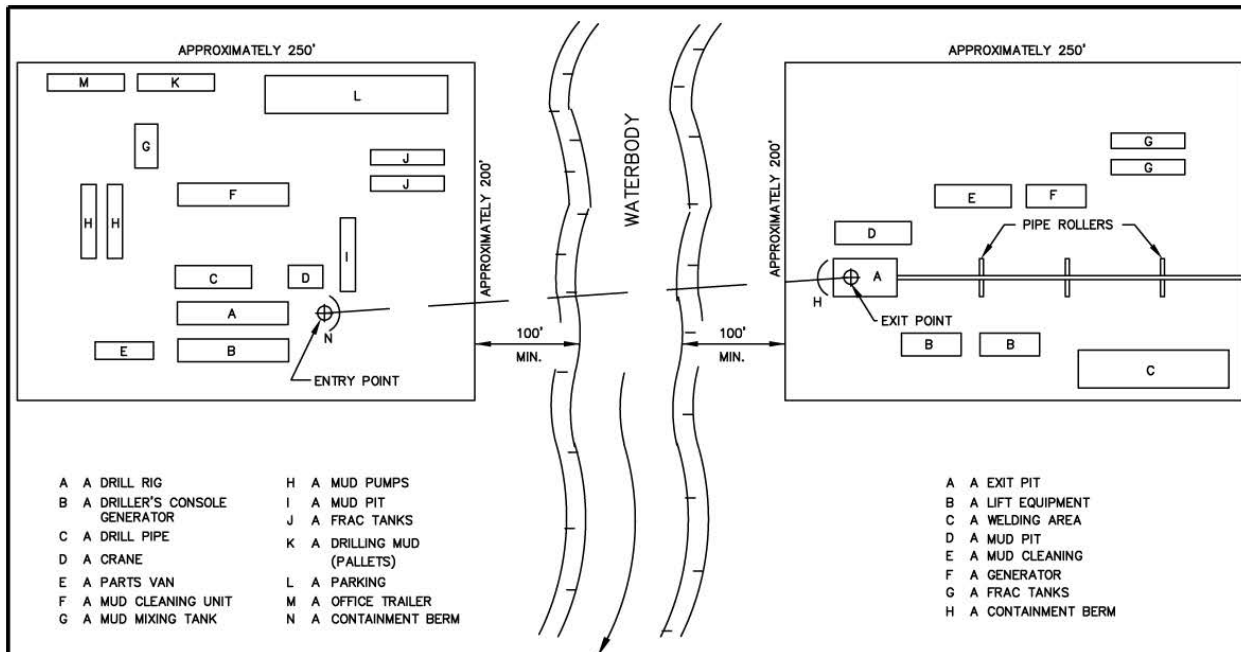 APPROXIMATELY 250'
M
K
L
G
J
J
F
H
H
I
C
D
A
N
E
B
ENTRY POINT
APPROXIMATELY 200'
100'
MIN.
WATERBODY
100'
MIN.
APPROXIMATELY 200'
APPROXIMATELY 250'
G
G
E
F
PIPE ROLLERS
D
A
H
EXIT POINT
B
B
C
A A DRILL RIG
B A DRILLER'S CONSOLE
GENERATOR
C A DRILL PIPE
D A CRANE
E A PARTS VAN
F A MUD CLEANING UNIT
G A MUD MIXING TANK
H A MUD PUMPS
I A MUD PIT
J A FRAC TANKS
K A DRILLING MUD
(PALLETS)
L A PARKING
M A OFFICE TRAILER
N A CONTAINMENT BERM
A A EXIT PIT
B A LIFT EQUIPMENT
C A WELDING AREA
D A MUD PIT
E A MUD CLEANING
F A GENERATOR
G A FRAC TANKS
H A CONTAINMENT BERM